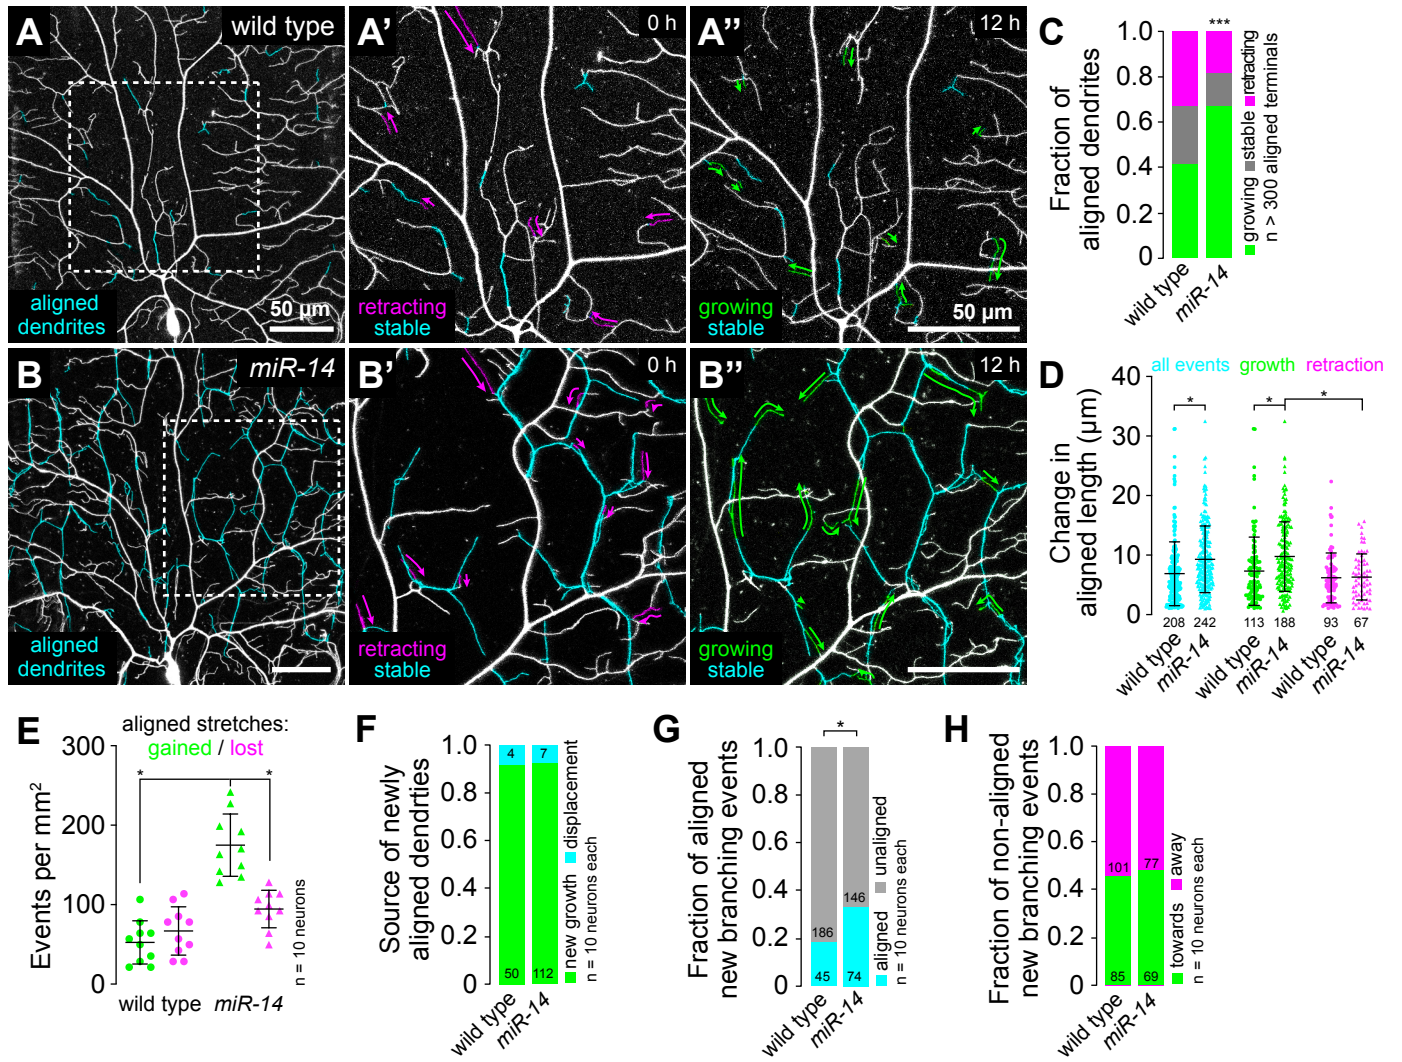 A
wild type
A'
0 h
A''
12 h
aligned
dendrites
50 µm
retracting
stable
growing
stable
50 µm
B
miR-14
B'
0 h
B''
12 h
aligned
dendrites
retracting
stable
growing
stable
C
***
Fraction of
aligned dendrites
1.0
0.8
0.6
0.4
0.2
0
wild type
miR-14
growing stable retracting
n > 300 aligned terminals
D
all events growth retraction
Change in
aligned length (µm)
40
30
20
10
0
* * *
208 242 113 188 93 67
wild type
miR-14
wild type
miR-14
wild type
miR-14
E
aligned stretches:
gained / lost
Events per mm2
300
200
100
0
* *
wild type miR-14
n = 10 neurons
F
Source of newly
aligned dendrties
1.0
0.8
0.6
0.4
0.2
0
4 7
50 112
wild type
miR-14
new growth displacement
n = 10 neurons each
G
Fraction of aligned
new branching events
1.0
0.8
0.6
0.4
0.2
0
*
186 146
45 74
wild type
miR-14
aligned unaligned
n = 10 neurons each
H
Fraction of non-aligned
new branching events
1.0
0.8
0.6
0.4
0.2
0
101 77
85 69
wild type
miR-14
towards away
n = 10 neurons each